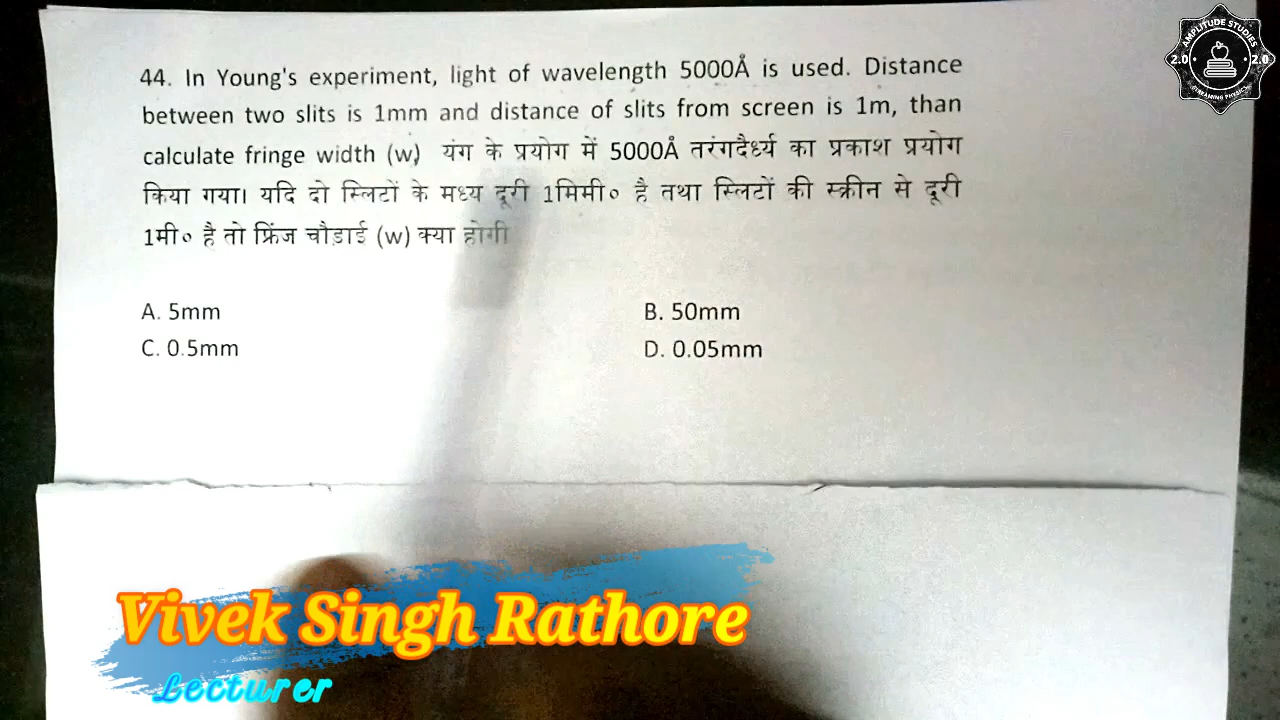 44. In Young's experiment, light of wavelength 5000Å is used. Distance
between two slits is 1mm and distance of slits from screen is 1m, than
calculate fringe width (w) यंग के प्रयोग में 5000Å तरंगदैर्ध्य का प्रकाश प्रयोग
किया गया। यदि दो स्लिटों के मध्य दूरी 1मिमी० है तथा स्लिटों की स्क्रीन से दूरी
1मी० है तो फ्रिंज चौड़ाई (w) क्या होगी
A. 5mm
B. 50mm
C. 0.5mm
D. 0.05mm
Vivek Singh Rathore
Lecturer
AMPLITUDE STUDIES
2.0 2.0